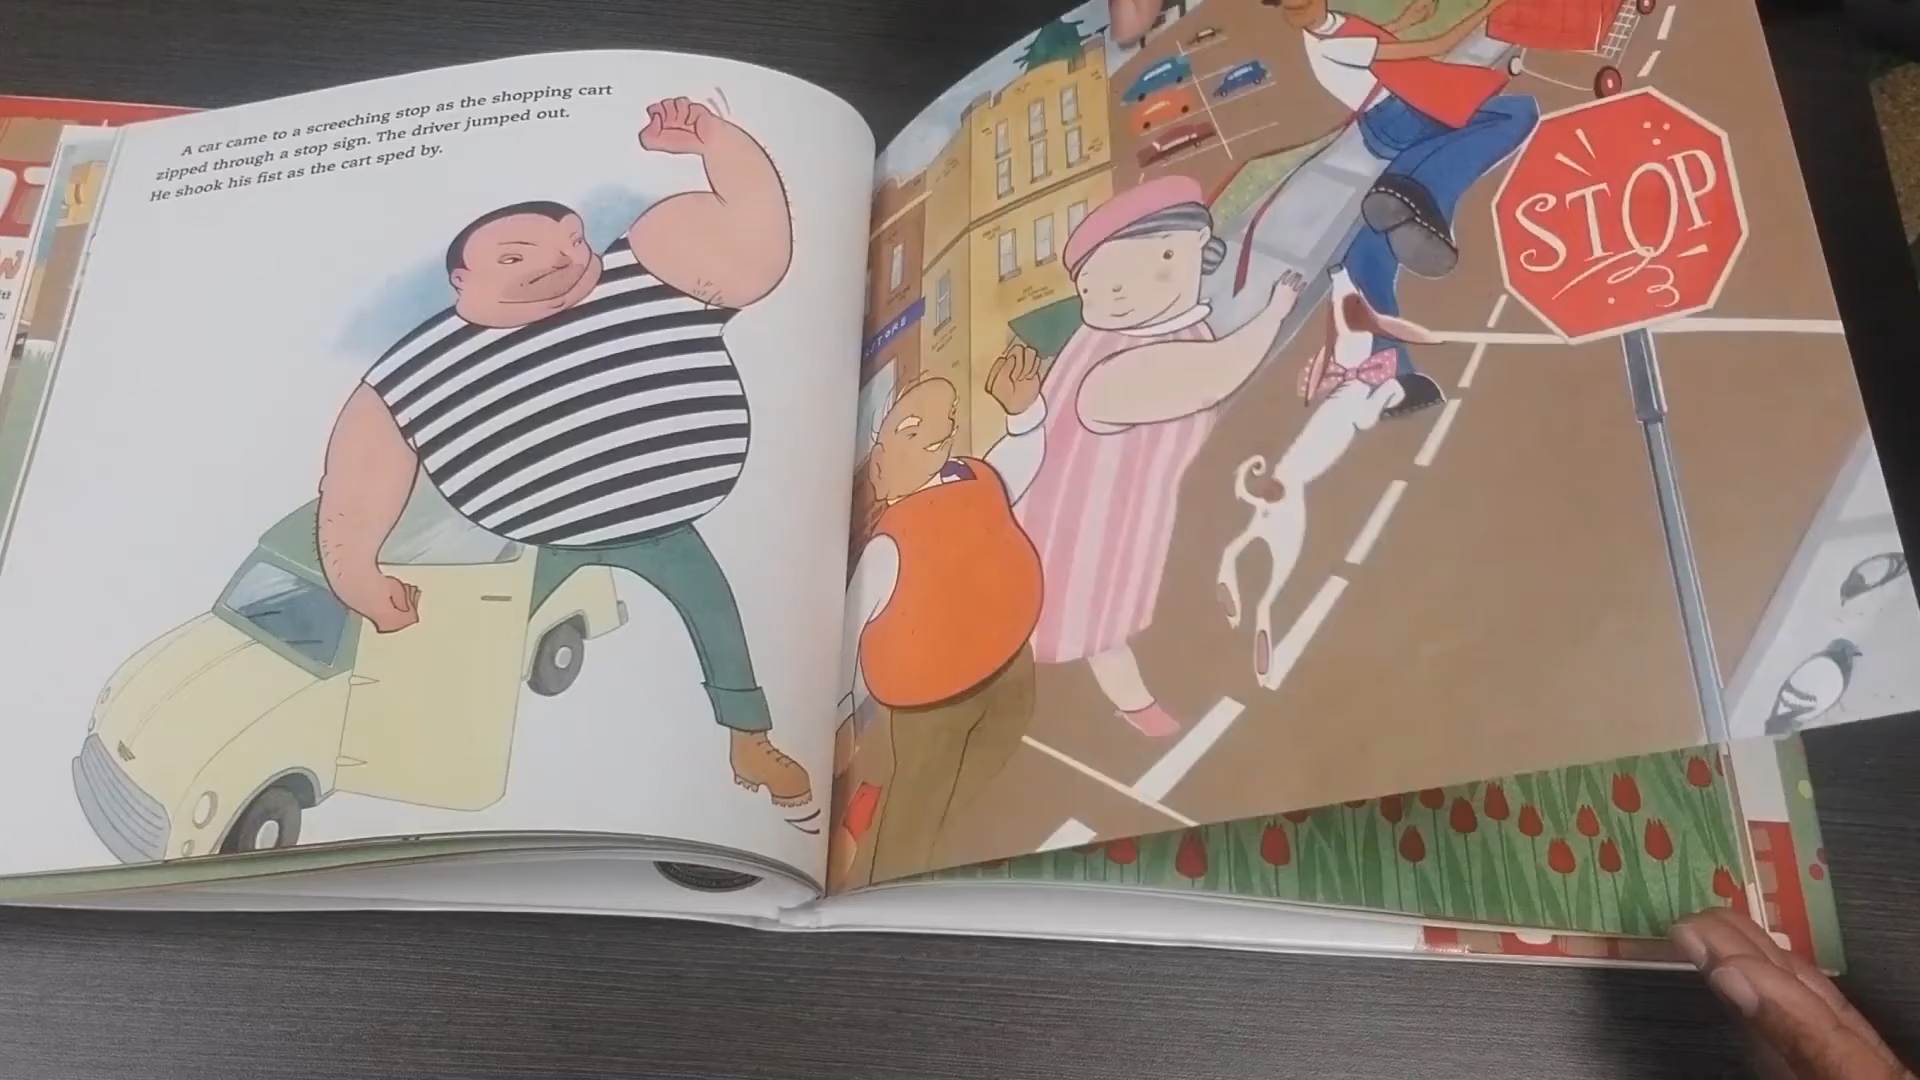 A car came to a screeching stop as the shopping cart
zipped through a stop sign. The driver jumped out.
He shook his fist as the cart sped by.
STORE
STOP